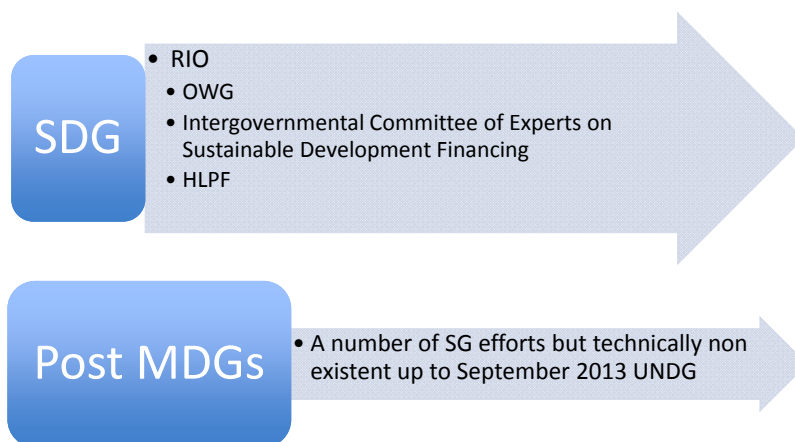 SDG
• RIO
• OWG
• Intergovernmental Committee of Experts on
Sustainable Development Financing
• HLPF
Post MDGs
• A number of SG efforts but technically non
existent up to September 2013 UNDG